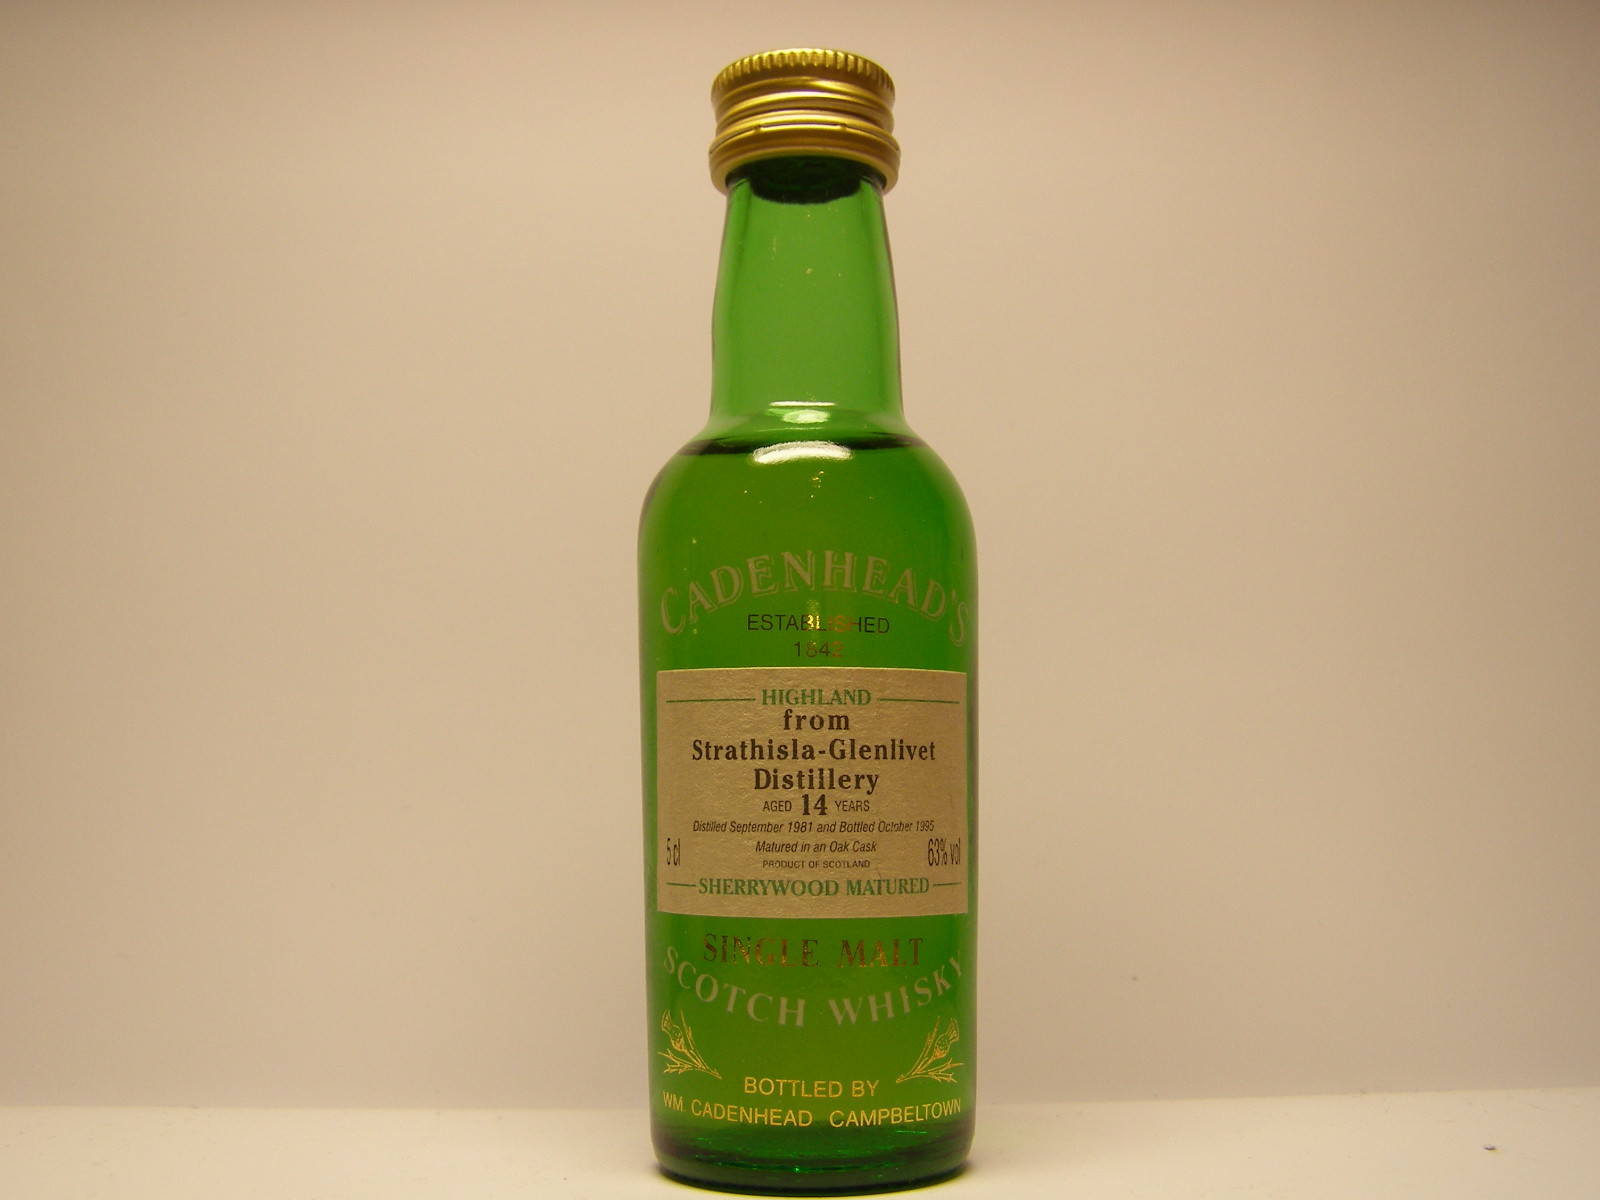 CADENHEAD'S
ESTABLISHED
1842
HIGHLAND
from
Strathisla-Glenlivet
Distillery
AGED 14 YEARS
Distilled September 1981 and Bottled October 1995
Matured in an Oak Cask
5 cl 63% vol
PRODUCT OF SCOTLAND
SHERRYWOOD MATURED
SINGLE MALT
SCOTCH WHISKY
BOTTLED BY
WM. CADENHEAD CAMPBELTOWN